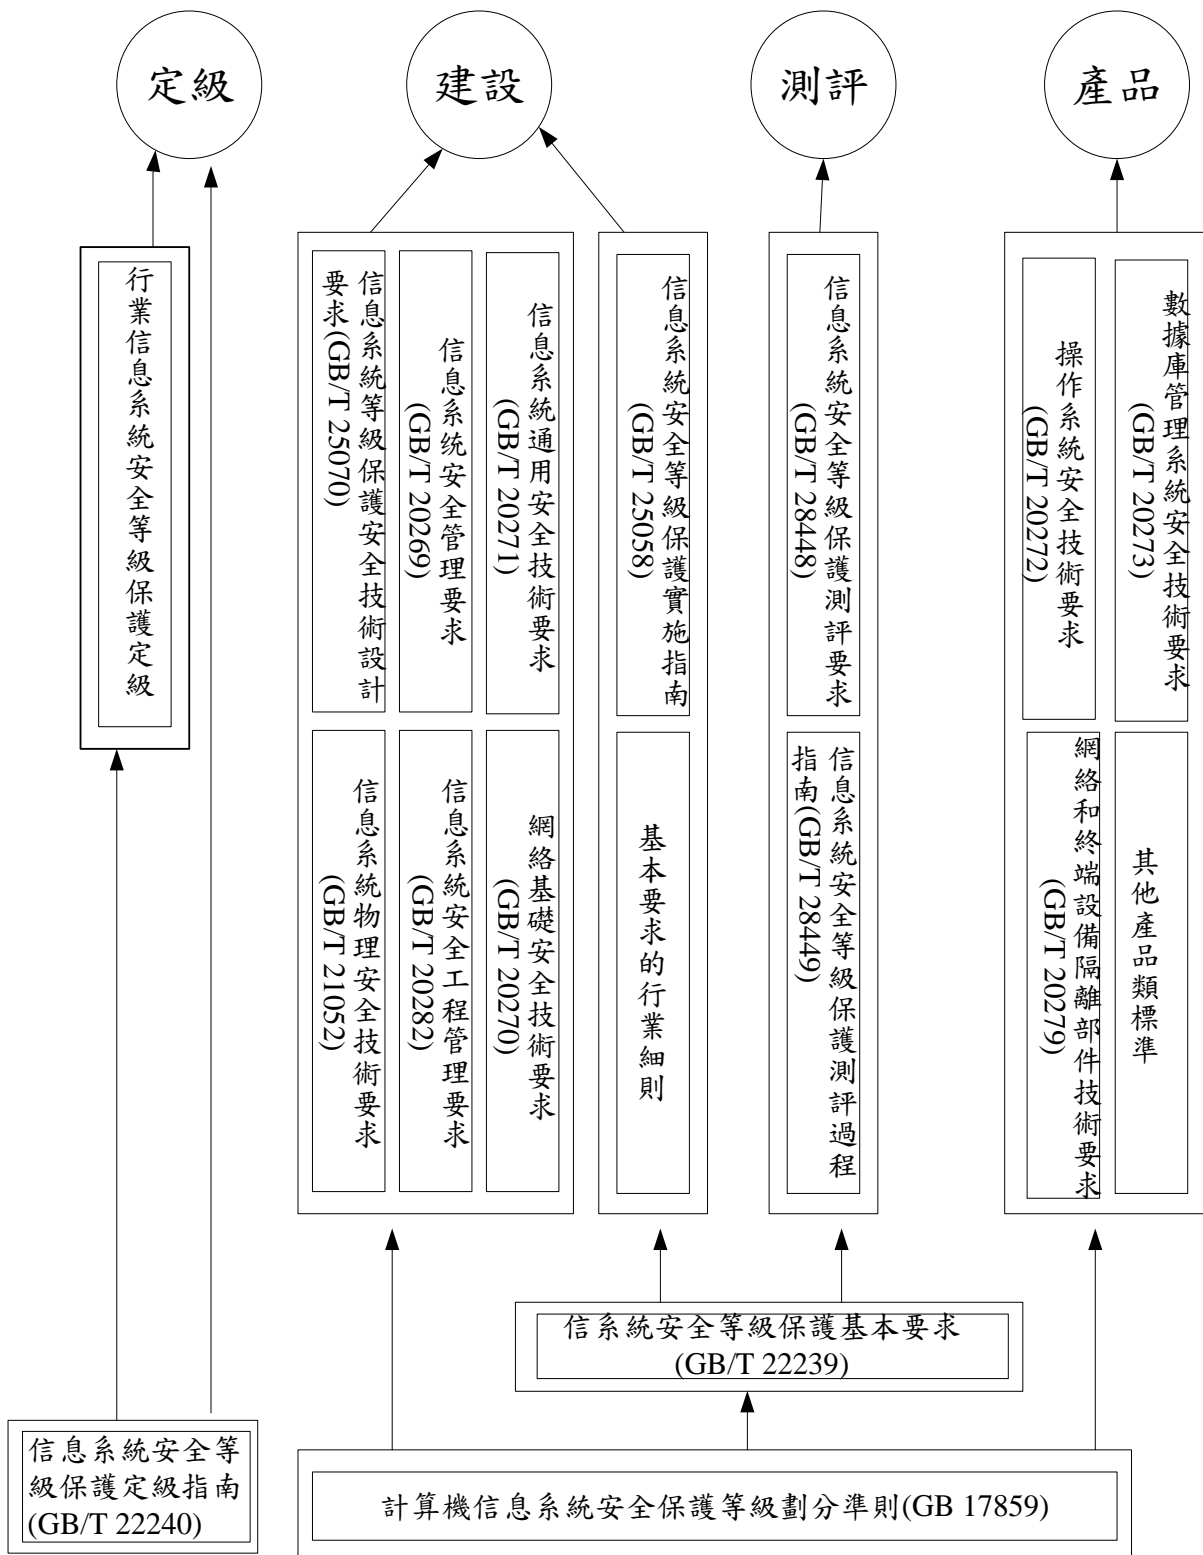 定級
建設
測評
產品
行業信息系統安全等級保護定級
信息系統等級保護安全技術設計
要求(GB/T 25070)
信息系统安全管理要求
(GB/T 20269)
信息系統通用安全技術要求
(GB/T 20271)
信息系統安全等級保護實施指南
(GB/T 25058)
信息系統安全等級保護測評要求
(GB/T 28448)
操作系統安全技術要求
(GB/T 20272)
數據庫管理系統安全技術要求
(GB/T 20273)
信息系統物理安全技術要求
(GB/T 21052)
信息系統安全工程管理要求
(GB/T 20282)
網絡基礎安全技術要求
(GB/T 20270)
基本要求的行業細則
信息系統安全等級保護測評過程
指南(GB/T 28449)
網絡和終端設備隔離部件技術要求
(GB/T 20279)
其他產品類標準
信系統安全等級保護基本要求
(GB/T 22239)
信息系統安全等
級保護定級指南
(GB/T 22240)
計算機信息系統安全保護等級劃分準則(GB 17859)